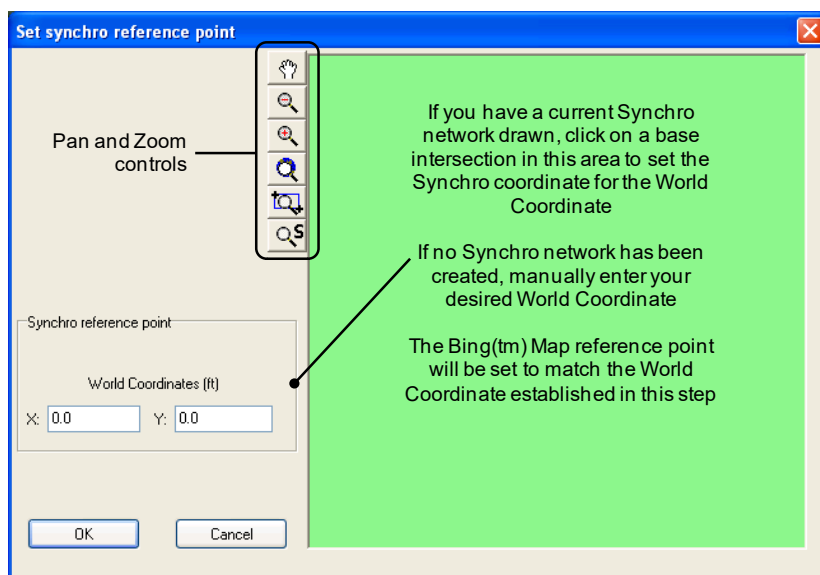 Set synchro reference point
Pan and Zoom
controls
S
If you have a current Synchro
network drawn, click on a base
intersection in this area to set the
Synchro coordinate for the World
Coordinate
If no Synchro network has been
created, manually enter your
desired World Coordinate
The Bing(tm) Map reference point
will be set to match the World
Coordinate established in this step
Synchro reference point
World Coordinates (ft)
X: 0.0 Y: 0.0
OK Cancel